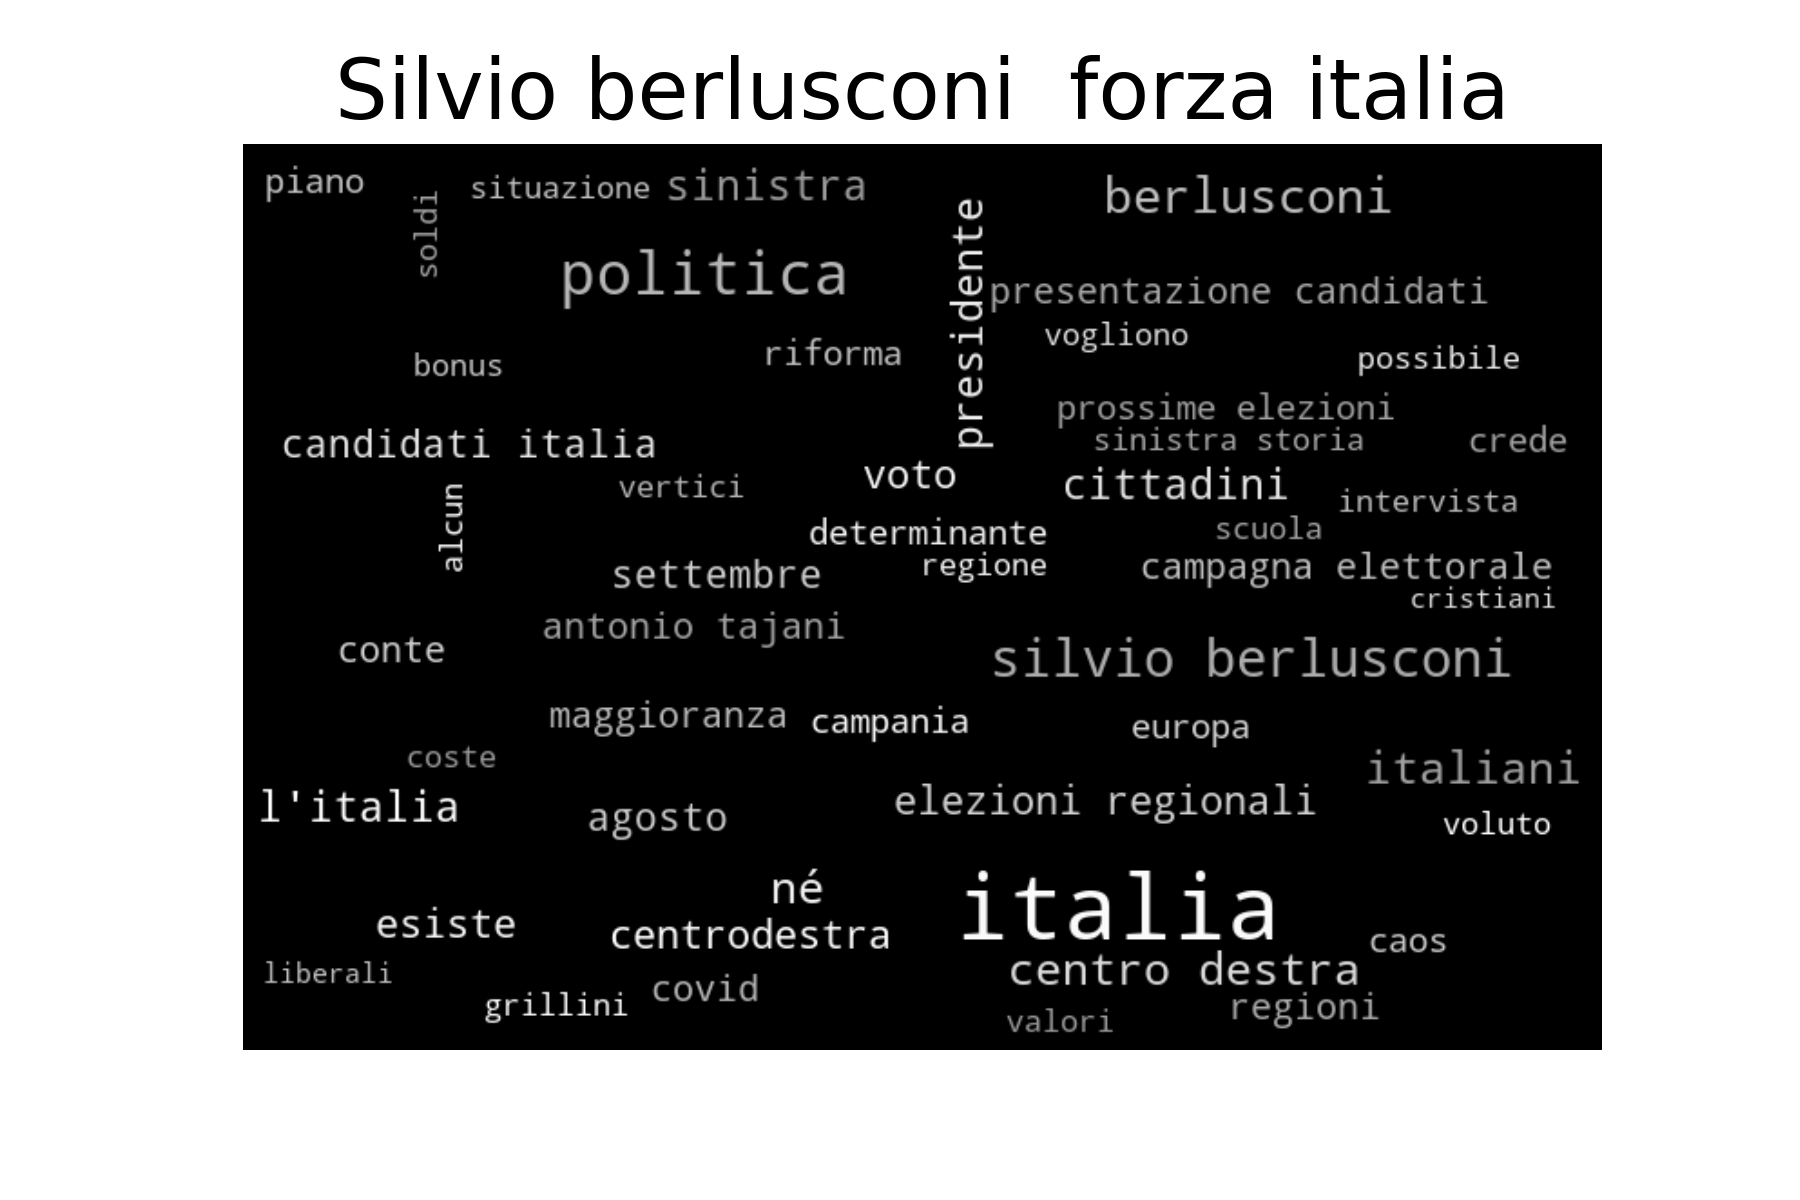 Silvio berlusconi  forza italia
piano
soldi
situazione
sinistra
berlusconi
presidente
politica
presentazione candidati
vogliono
bonus
riforma
possibile
prossime elezioni
candidati italia
sinistra storia
crede
vertici
voto
cittadini
intervista
alcun
determinante
scuola
settembre
regione
campagna elettorale
cristiani
antonio tajani
conte
silvio berlusconi
maggioranza
campania
europa
coste
italiani
l'italia
agosto
elezioni regionali
voluto
né
italia
esiste
centrodestra
caos
liberali
centro destra
grillini
covid
regioni
valori